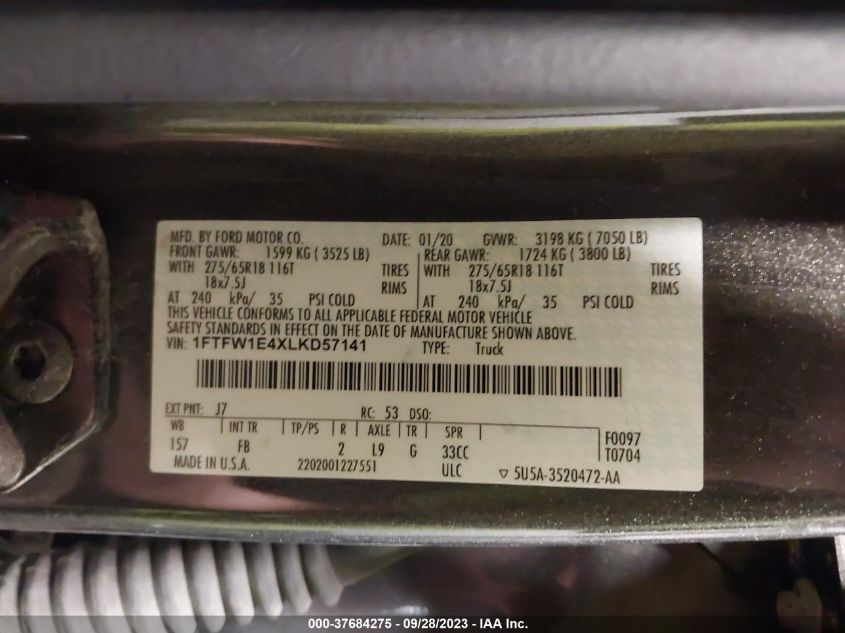 MFD. BY FORD MOTOR CO. DATE: 01/20 GVWR: 3198 KG ( 7050 LB)
FRONT GAWR: 1599 KG ( 3525 LB) REAR GAWR: 1724 KG ( 3800 LB)
WITH 275/65R18 116T TIRES WITH 275/65R18 116T TIRES
18x7.5J RIMS 18x7.5J RIMS
AT 240 kPa/ 35 PSI COLD AT 240 kPa/ 35 PSI COLD
THIS VEHICLE CONFORMS TO ALL APPLICABLE FEDERAL MOTOR VEHICLE
SAFETY STANDARDS IN EFFECT ON THE DATE OF MANUFACTURE SHOWN ABOVE.
VIN: 1FTFW1E4XLKD57141 TYPE: Truck
EXT PNT: J7 RC: 53 DSO:
WB INT TR TP/PS R AXLE TR SPR F0097
157 FB 2 L9 G 33CC T0704
MADE IN U.S.A. 2202001227551 ULC ▽ 5U5A-3520472-AA
000-37684275 - 09/28/2023 - IAA Inc.